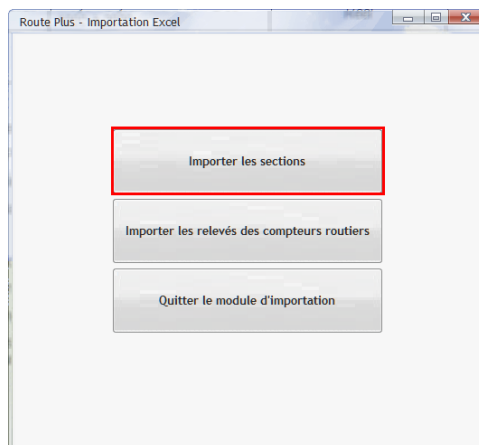 Route Plus - Importation Excel
Importer les sections
Importer les relevés des compteurs routiers
Quitter le module d'importation